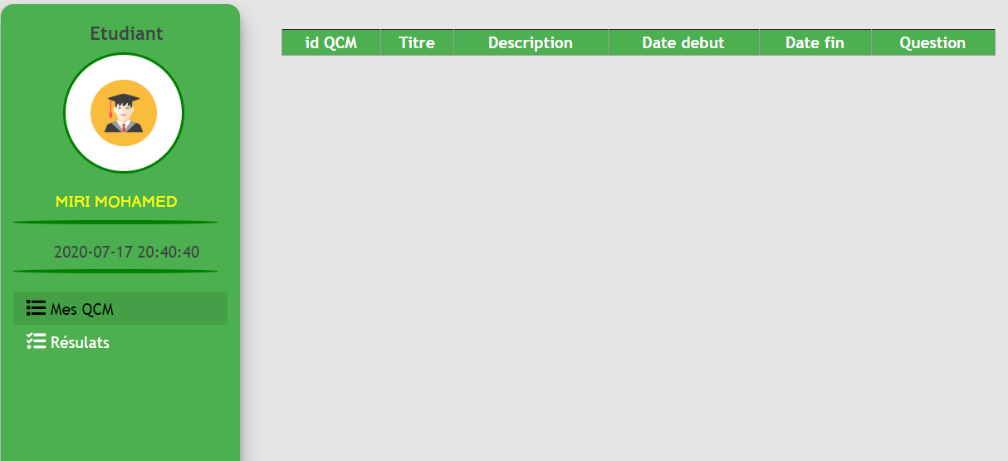 Etudiant
MIRI MOHAMED
2020-07-17 20:40:40
Mes QCM
Résulats
id QCM Titre Description Date debut Date fin Question